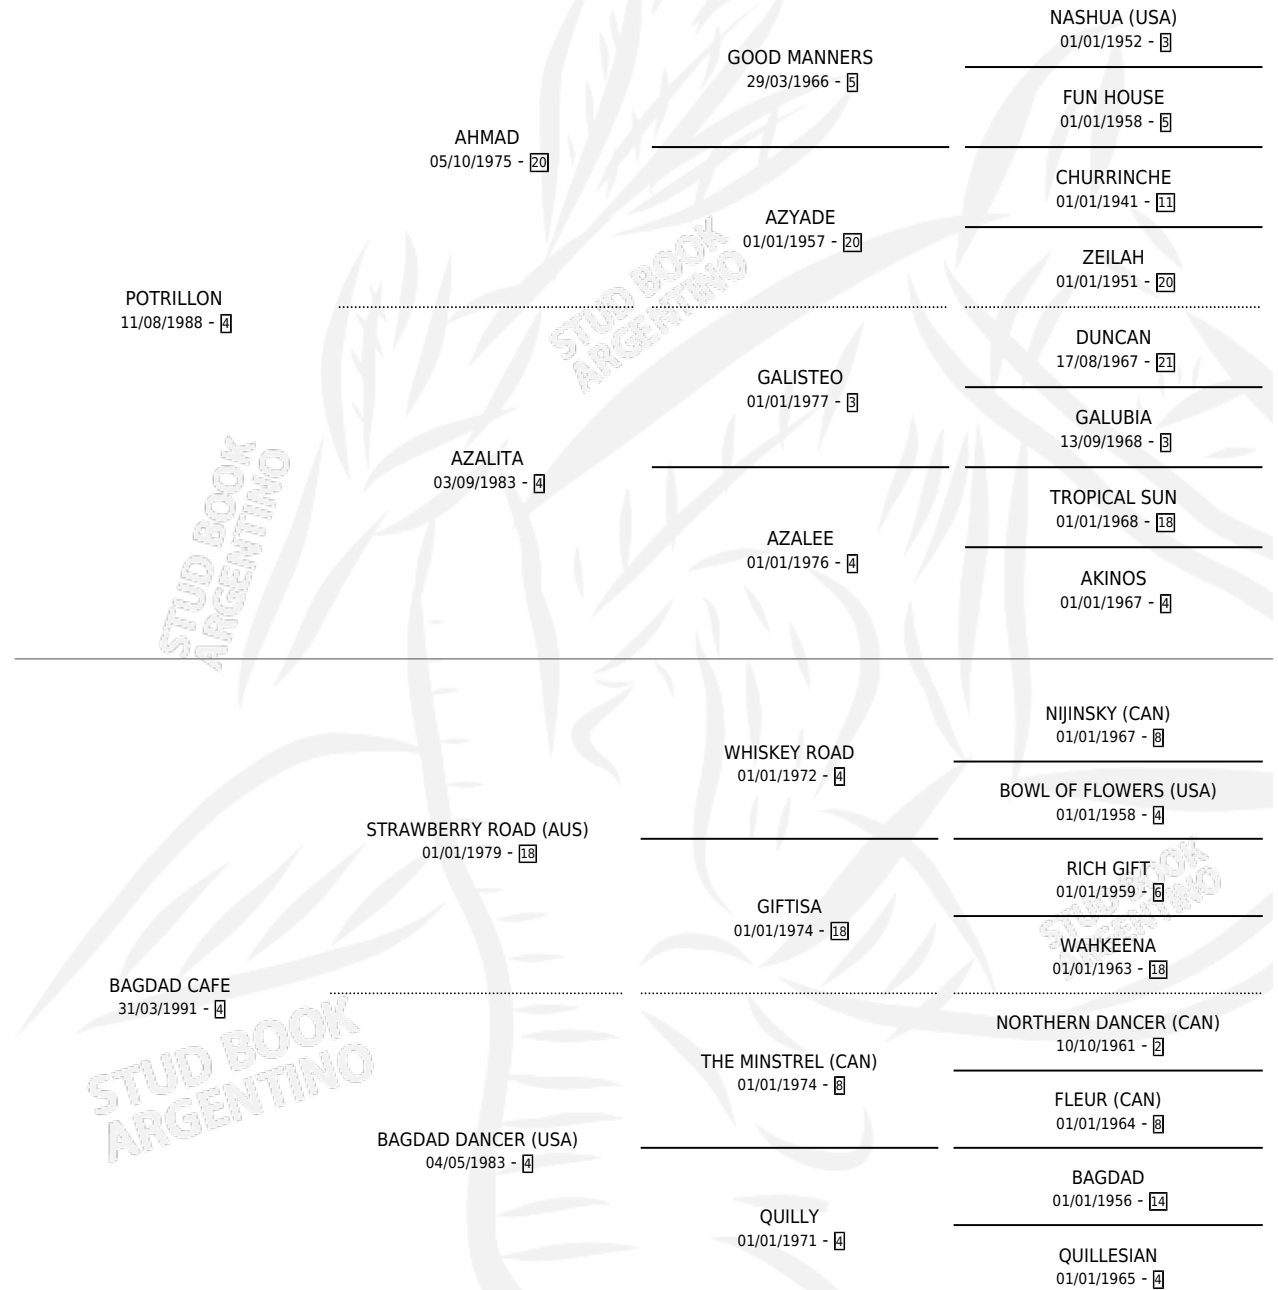 NASHUA (USA)
01/01/1952 - 3
GOOD MANNERS
29/03/1966 - 5
FUN HOUSE
01/01/1958 - 5
AHMAD
05/10/1975 - 20
CHURRINCHE
01/01/1941 - 11
AZYADE
01/01/1957 - 20
ZEILAH
01/01/1951 - 20
POTRILLON
11/08/1988 - 4
STUD BOOK
ARGENTINO
DUNCAN
17/08/1967 - 21
GALISTEO
01/01/1977 - 3
GALUBIA
13/09/1968 - 3
AZALITA
03/09/1983 - 4
TROPICAL SUN
01/01/1968 - 18
AZALEE
01/01/1976 - 4
AKINOS
01/01/1967 - 4
STUD BOOK
ARGENTINO
NIJINSKY (CAN)
01/01/1967 - 8
WHISKEY ROAD
01/01/1972 - 4
BOWL OF FLOWERS (USA)
01/01/1958 - 4
STRAWBERRY ROAD (AUS)
01/01/1979 - 18
RICH GIFT
01/01/1959 - 6
GIFTISA
01/01/1974 - 18
STUD BOOK
ARGENTINO
WAHKEENA
01/01/1963 - 18
BAGDAD CAFE
31/03/1991 - 4
STUD BOOK
ARGENTINO
NORTHERN DANCER (CAN)
10/10/1961 - 2
THE MINSTREL (CAN)
01/01/1974 - 8
FLEUR (CAN)
01/01/1964 - 8
BAGDAD DANCER (USA)
04/05/1983 - 4
BAGDAD
01/01/1956 - 14
QUILLY
01/01/1971 - 4
QUILLESIAN
01/01/1965 - 4